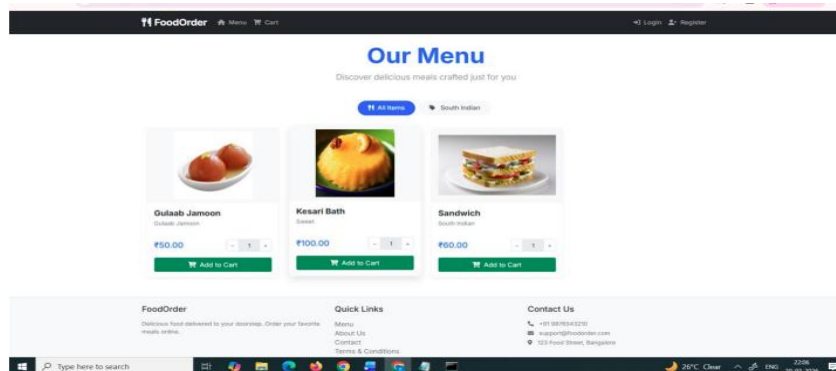 FoodOrder Menu Cart Login Register
Our Menu
Discover delicious meals crafted just for you
All Items South Indian
Gulaab Jamoon Kesari Bath Sandwich
Gulaab Jamoon Sweet South Indian
₹50.00 - 1 + ₹100.00 - 1 + ₹60.00 - 1 +
Add to Cart Add to Cart Add to Cart
FoodOrder Quick Links Contact Us
Delicious food delivered to your doorstep. Order your favorite Menu +91 9876543210
meals online. About Us support@foodorder.com
Contact 123 Food Street, Bangalore
Terms & Conditions
Type here to search 26°C Clear ENG 22:06